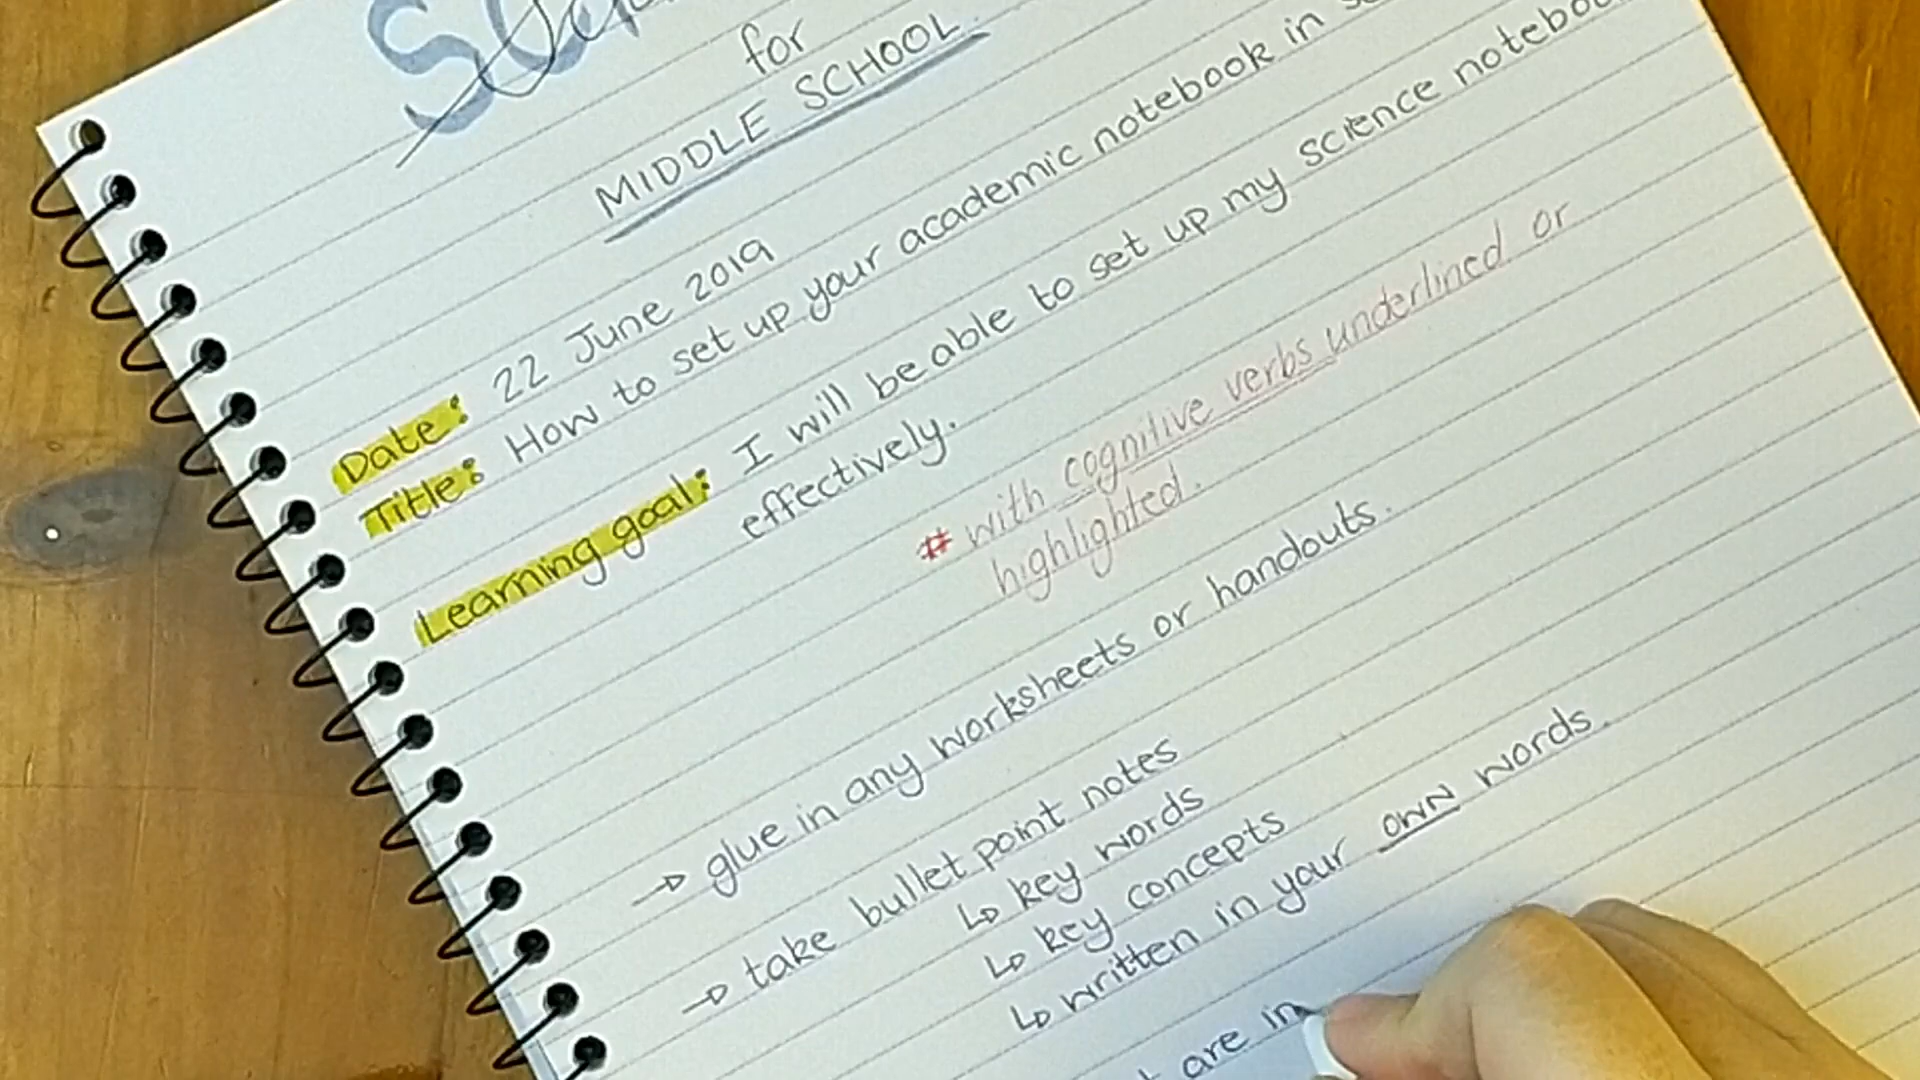 for
MIDDLE SCHOOL
Date: 22 June 2019
Title: How to set up your academic notebook in
Learning goal: I will be able to set up my science
effectively.
# with cognitive verbs underlined or
highlighted.
→ glue in any worksheets or handouts.
→ take bullet point notes
↳ key words
↳ key concepts
↳ written in your own words.
are in